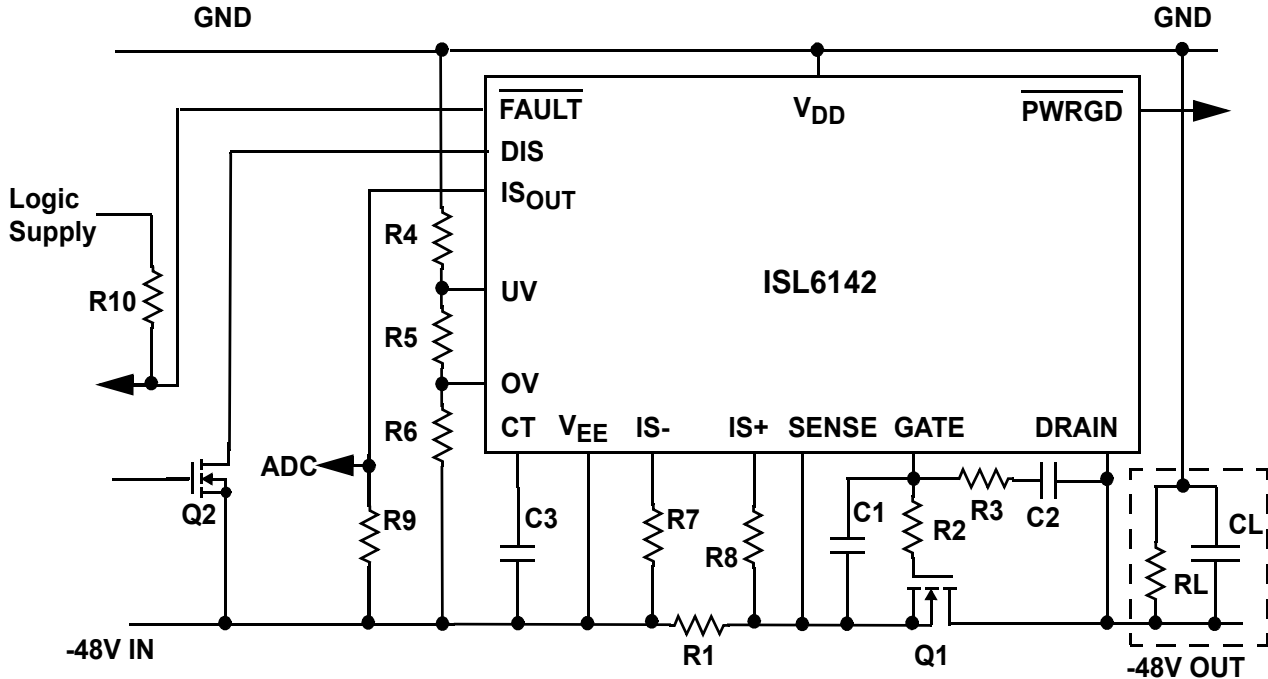 GND
GND
FAULT
VDD
PWRGD
DIS
ISOUT
Logic
Supply
R4
R10
UV
ISL6142
R5
OV
R6
CT
VEE
IS-
IS+
SENSE
GATE
DRAIN
ADC
Q2
R9
C3
R7
R8
C1
R2
R3
C2
CL
RL
-48V IN
R1
Q1
-48V OUT